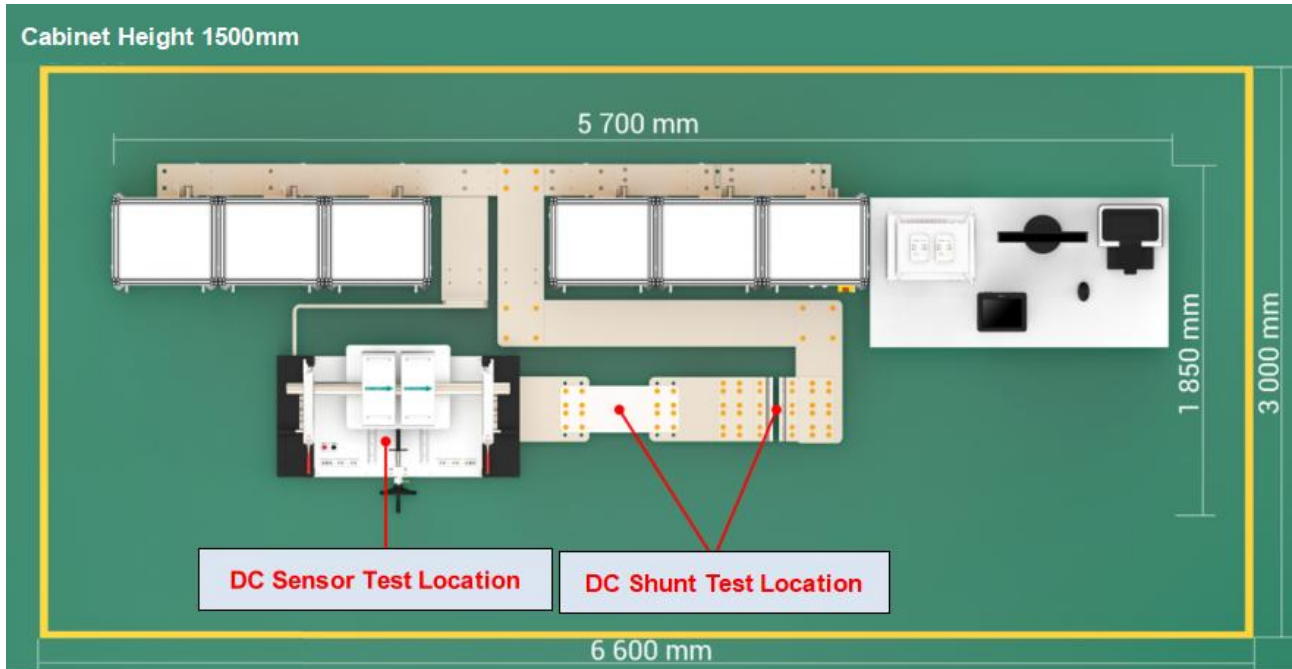 Cabinet Height 1500mm
5 700 mm
1 850 mm
3 000 mm
DC Sensor Test Location
DC Shunt Test Location
6 600 mm